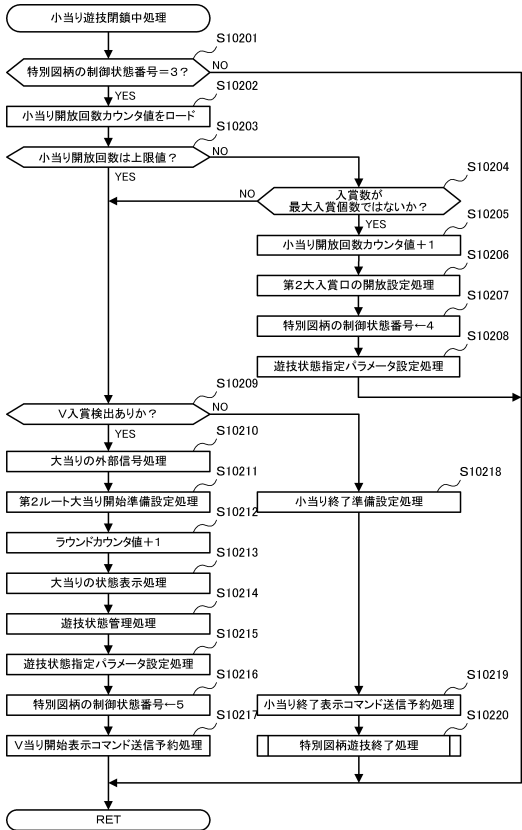 小当り遊技閉鎖中処理
S10201
特別図柄の制御状態番号＝3？
NO
YES
S10202
小当り開放回数カウンタ値をロード
S10203
小当り開放回数は上限値？
NO
YES
S10204
入賞数が
最大入賞個数ではないか？
NO
YES
S10205
小当り開放回数カウンタ値＋1
S10206
第2大入賞口の開放設定処理
S10207
特別図柄の制御状態番号←4
S10208
遊技状態指定パラメータ設定処理
S10209
V入賞検出ありか？
NO
YES
S10210
大当りの外部信号処理
S10211
第2ルート大当り開始準備設定処理
S10212
ラウンドカウンタ値＋1
S10213
大当りの状態表示処理
S10214
遊技状態管理処理
S10215
遊技状態指定パラメータ設定処理
S10216
特別図柄の制御状態番号←5
S10217
V当り開始表示コマンド送信予約処理
S10218
小当り終了準備設定処理
S10219
小当り終了表示コマンド送信予約処理
S10220
特別図柄遊技終了処理
RET